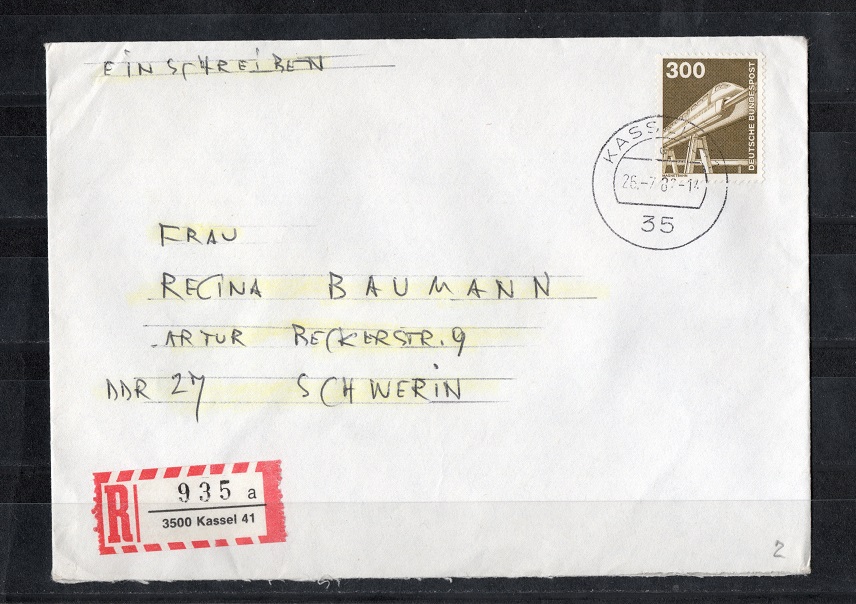 EINSCHREIBEN
300
DEUTSCHE BUNDESPOST
35
FRAU
REGINA BAUMANN
ARTUR BECKERSTR. 9
DDR 27 SCHWERIN
R 935 a
3500 Kassel 41
2